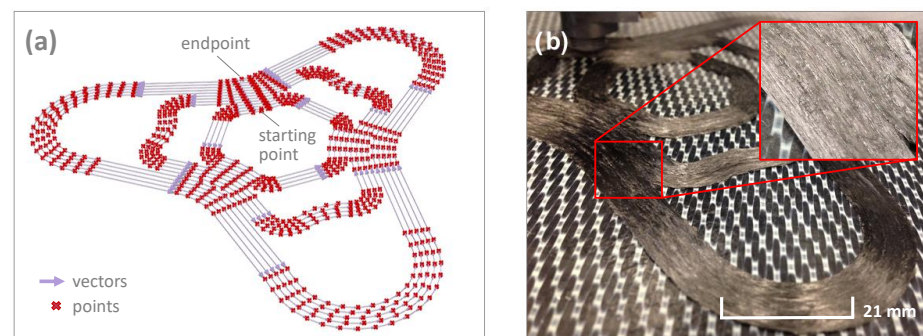 (a)
endpoint
starting
point
vectors
points
(b)
21 mm